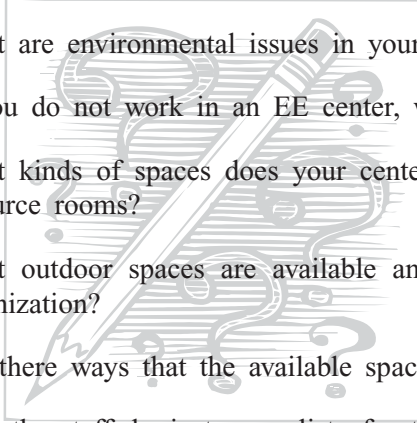 t are environmental issues in your
ou do not work in an EE center, w
t kinds of spaces does your cente
urce rooms?
t outdoor spaces are available an
nization?
there ways that the available spac